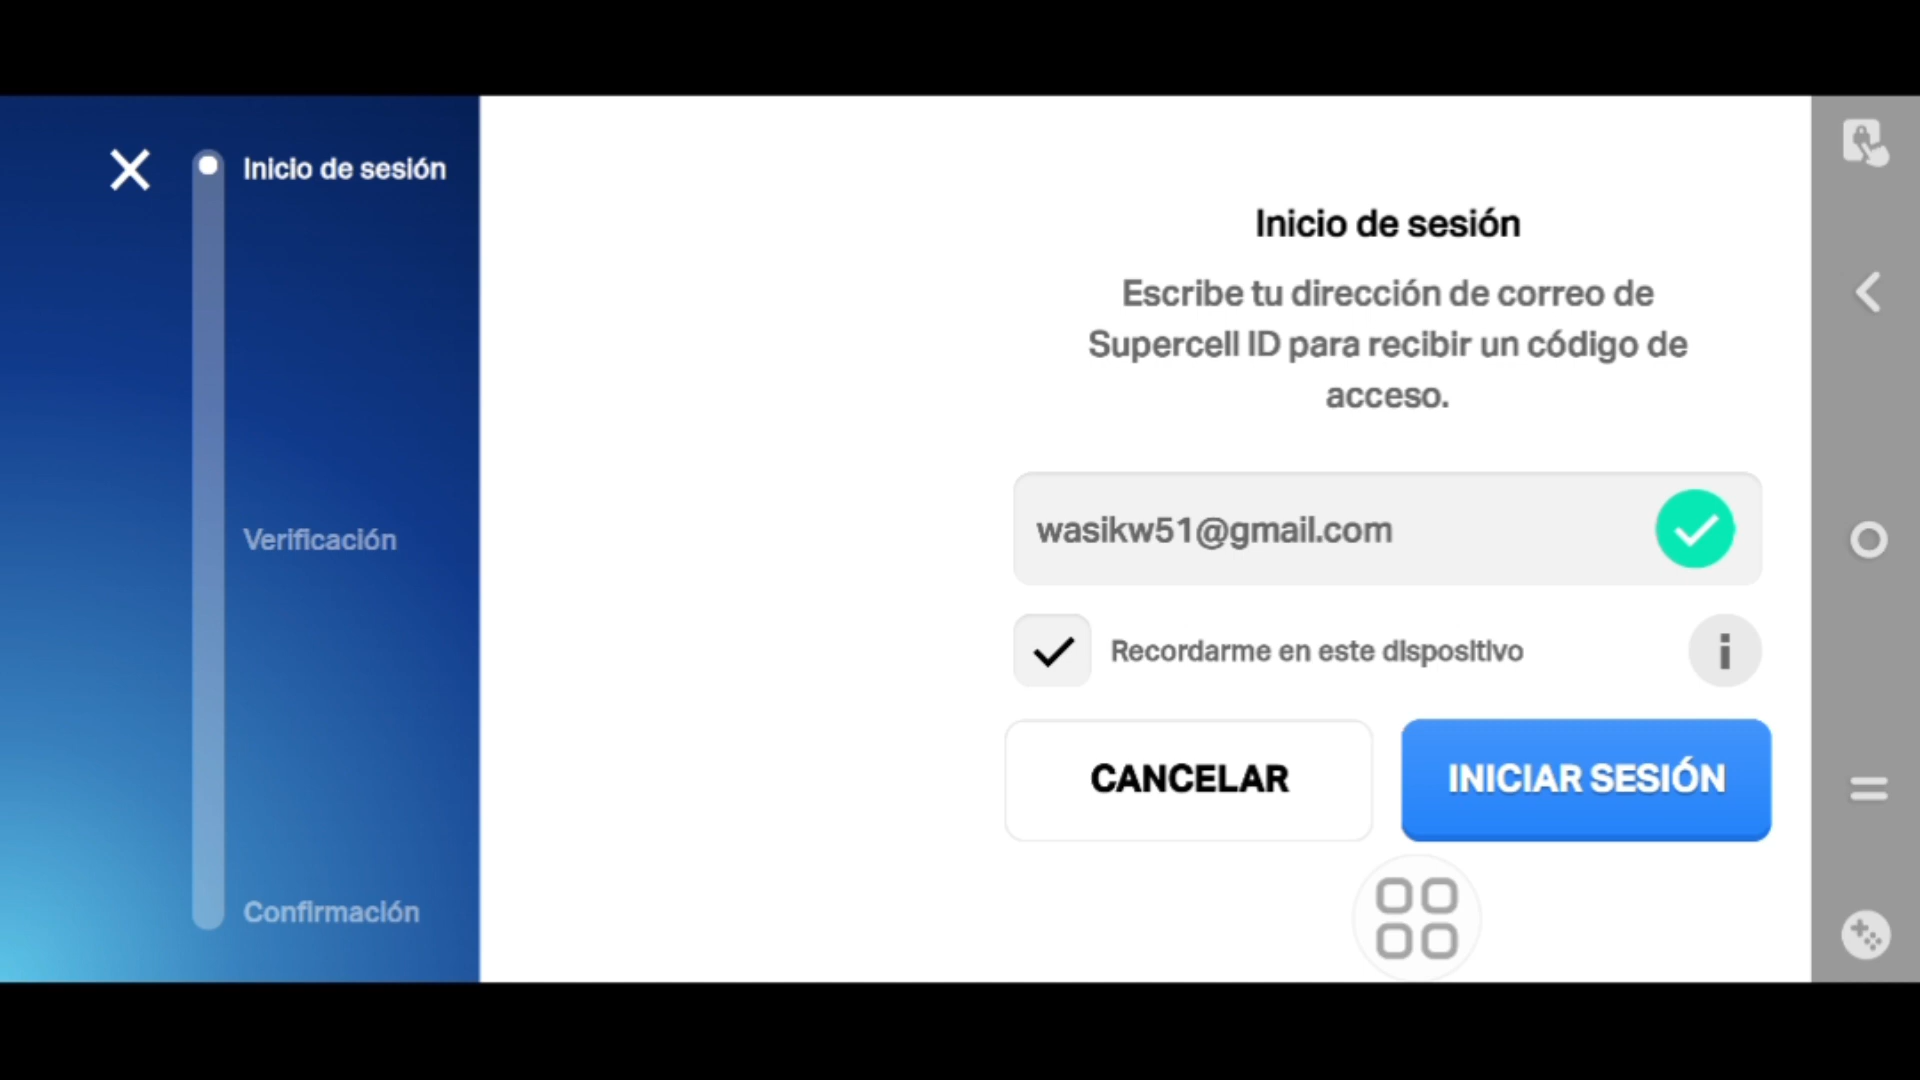 Inicio de sesión
Verificación
Confirmación
Inicio de sesión
Escribe tu dirección de correo de
Supercell ID para recibir un código de
acceso.
wasikw51@gmail.com
Recordarme en este dispositivo
CANCELAR
INICIAR SESIÓN